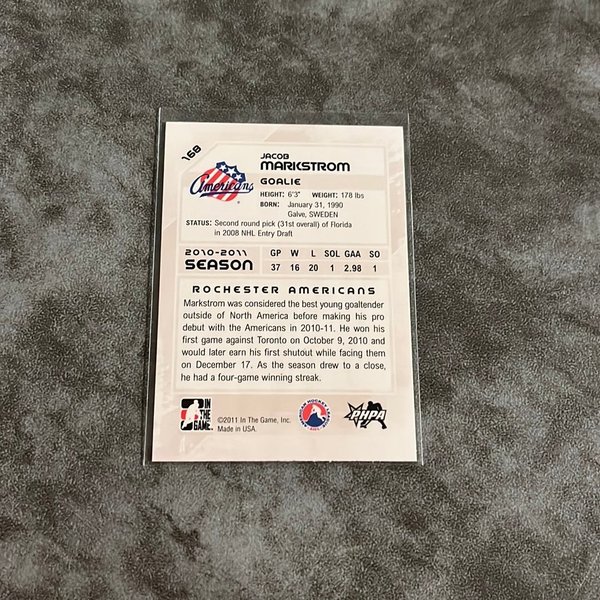 168
Americans
JACOB
MARKSTROM
GOALIE
HEIGHT: 6'3" WEIGHT: 178 lbs
BORN: January 31, 1990
Galve, SWEDEN
STATUS: Second round pick (31st overall) of Florida
in 2008 NHL Entry Draft
2010-2011
SEASON
GP W L SOL GAA SO
37 16 20 1 2.98 1
ROCHESTER AMERICANS
Markstrom was considered the best young goaltender
outside of North America before making his pro
debut with the Americans in 2010-11. He won his
first game against Toronto on October 9, 2010 and
would later earn his first shutout while facing them
on December 17. As the season drew to a close,
he had a four-game winning streak.
IN
THE
GAME
©2011 In The Game, Inc.
Made in USA.
AMERICAN HOCKEY LEAGUE
PHPA